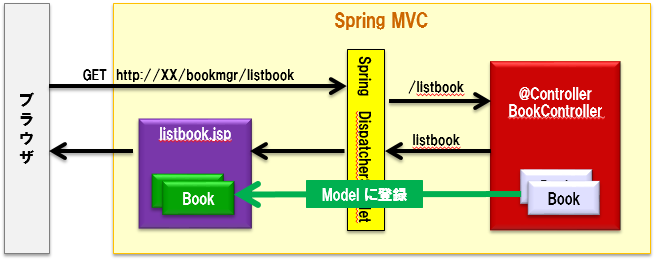 Spring MVC
ブラウザ
GET http://XX/bookmgr/listbook
Spring
/listbook
@Controller
BookController
listbook.jsp
listbook
Model に登録
Book
Book